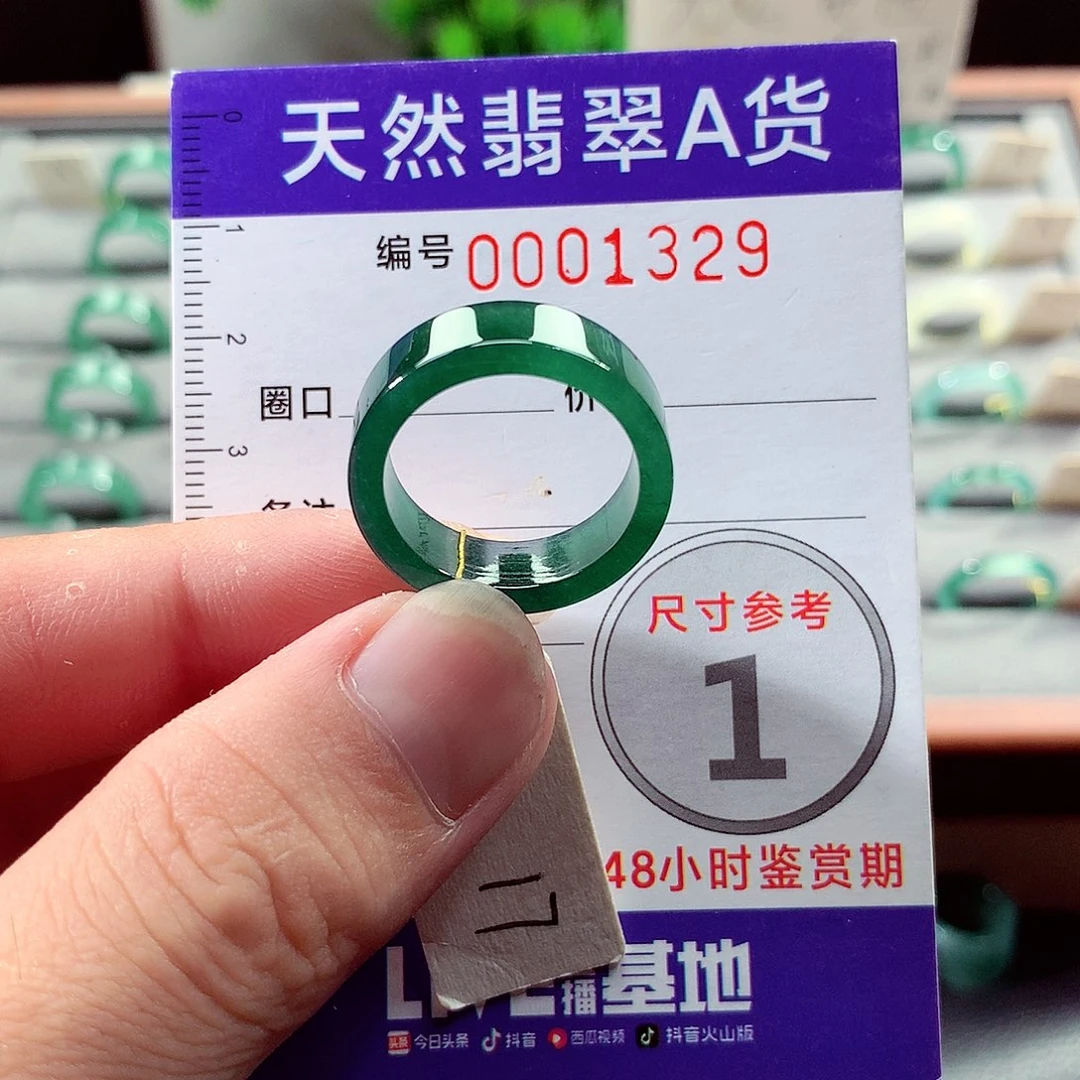 天然翡翠A货
0
1
2
3
编号 0001329
圈口 价
尺寸参考
1
48小时鉴赏期
基地
今日头条 抖音 西瓜视频 抖音火山版